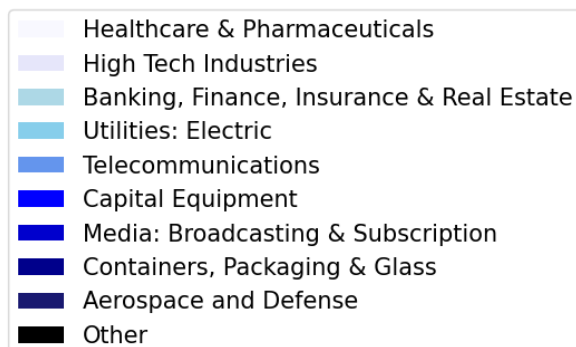 Healthcare & Pharmaceuticals
High Tech Industries
Banking, Finance, Insurance & Real Estate
Utilities: Electric
Telecommunications
Capital Equipment
Media: Broadcasting & Subscription
Containers, Packaging & Glass
Aerospace and Defense
Other